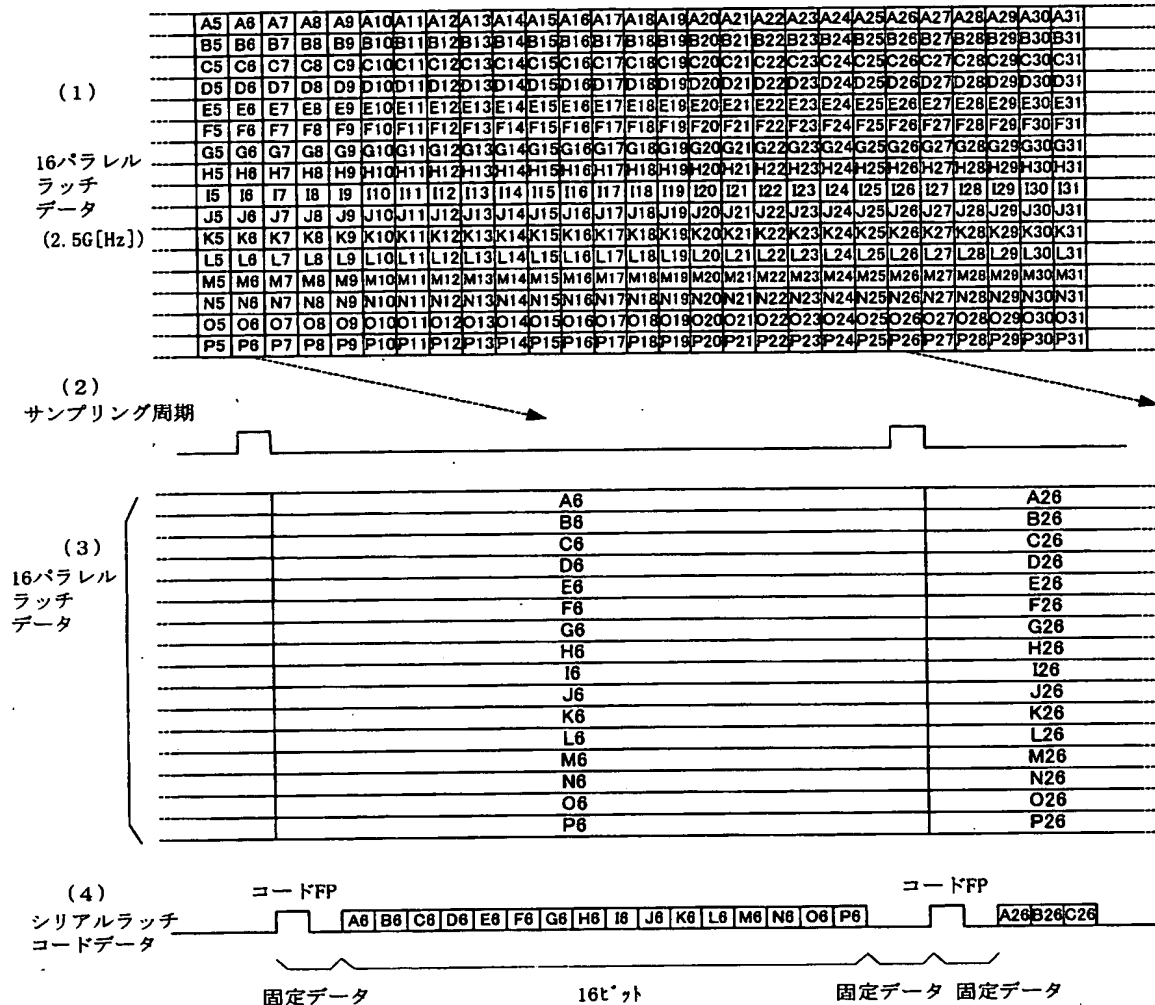 A5 A6 A7 A8 A9 A10 A11 A12 A13 A14 A15 A16 A17 A18 A19 A20 A21 A22 A23 A24 A25 A26 A27 A28 A29 A30 A31
B5 B6 B7 B8 B9 B10 B11 B12 B13 B14 B15 B16 B17 B18 B19 B20 B21 B22 B23 B24 B25 B26 B27 B28 B29 B30 B31
C5 C6 C7 C8 C9 C10 C11 C12 C13 C14 C15 C16 C17 C18 C19 C20 C21 C22 C23 C24 C25 C26 C27 C28 C29 C30 C31
(1)
D5 D6 D7 D8 D9 D10 D11 D12 D13 D14 D15 D16 D17 D18 D19 D20 D21 D22 D23 D24 D25 D26 D27 D28 D29 D30 D31
E5 E6 E7 E8 E9 E10 E11 E12 E13 E14 E15 E16 E17 E18 E19 E20 E21 E22 E23 E24 E25 E26 E27 E28 E29 E30 E31
F5 F6 F7 F8 F9 F10 F11 F12 F13 F14 F15 F16 F17 F18 F19 F20 F21 F22 F23 F24 F25 F26 F27 F28 F29 F30 F31
16パラレル
G5 G6 G7 G8 G9 G10 G11 G12 G13 G14 G15 G16 G17 G18 G19 G20 G21 G22 G23 G24 G25 G26 G27 G28 G29 G30 G31
ラッチ
H5 H6 H7 H8 H9 H10 H11 H12 H13 H14 H15 H16 H17 H18 H19 H20 H21 H22 H23 H24 H25 H26 H27 H28 H29 H30 H31
I5 I6 I7 I8 I9 I10 I11 I12 I13 I14 I15 I16 I17 I18 I19 I20 I21 I22 I23 I24 I25 I26 I27 I28 I29 I30 I31
データ
J5 J6 J7 J8 J9 J10 J11 J12 J13 J14 J15 J16 J17 J18 J19 J20 J21 J22 J23 J24 J25 J26 J27 J28 J29 J30 J31
(2.5G[Hz])
K5 K6 K7 K8 K9 K10 K11 K12 K13 K14 K15 K16 K17 K18 K19 K20 K21 K22 K23 K24 K25 K26 K27 K28 K29 K30 K31
L5 L6 L7 L8 L9 L10 L11 L12 L13 L14 L15 L16 L17 L18 L19 L20 L21 L22 L23 L24 L25 L26 L27 L28 L29 L30 L31
M5 M6 M7 M8 M9 M10 M11 M12 M13 M14 M15 M16 M17 M18 M19 M20 M21 M22 M23 M24 M25 M26 M27 M28 M29 M30 M31
N5 N6 N7 N8 N9 N10 N11 N12 N13 N14 N15 N16 N17 N18 N19 N20 N21 N22 N23 N24 N25 N26 N27 N28 N29 N30 N31
O5 O6 O7 O8 O9 O10 O11 O12 O13 O14 O15 O16 O17 O18 O19 O20 O21 O22 O23 O24 O25 O26 O27 O28 O29 O30 O31
P5 P6 P7 P8 P9 P10 P11 P12 P13 P14 P15 P16 P17 P18 P19 P20 P21 P22 P23 P24 P25 P26 P27 P28 P29 P30 P31
(2)
サンプリング周期
A6 A26
B6 B26
C6 C26
(3)
D6 D26
16パラレル
E6 E26
ラッチ
F6 F26
データ
G6 G26
H6 H26
I6 I26
J6 J26
K6 K26
L6 L26
M6 M26
N6 N26
O6 O26
P6 P26
(4)
コードFP コードFP
シリアルラッチ
コードデータ
A6 B6 C6 D6 E6 F6 G6 H6 I6 J6 K6 L6 M6 N6 O6 P6 A26 B26 C26
固定データ 16ビット 固定データ 固定データ